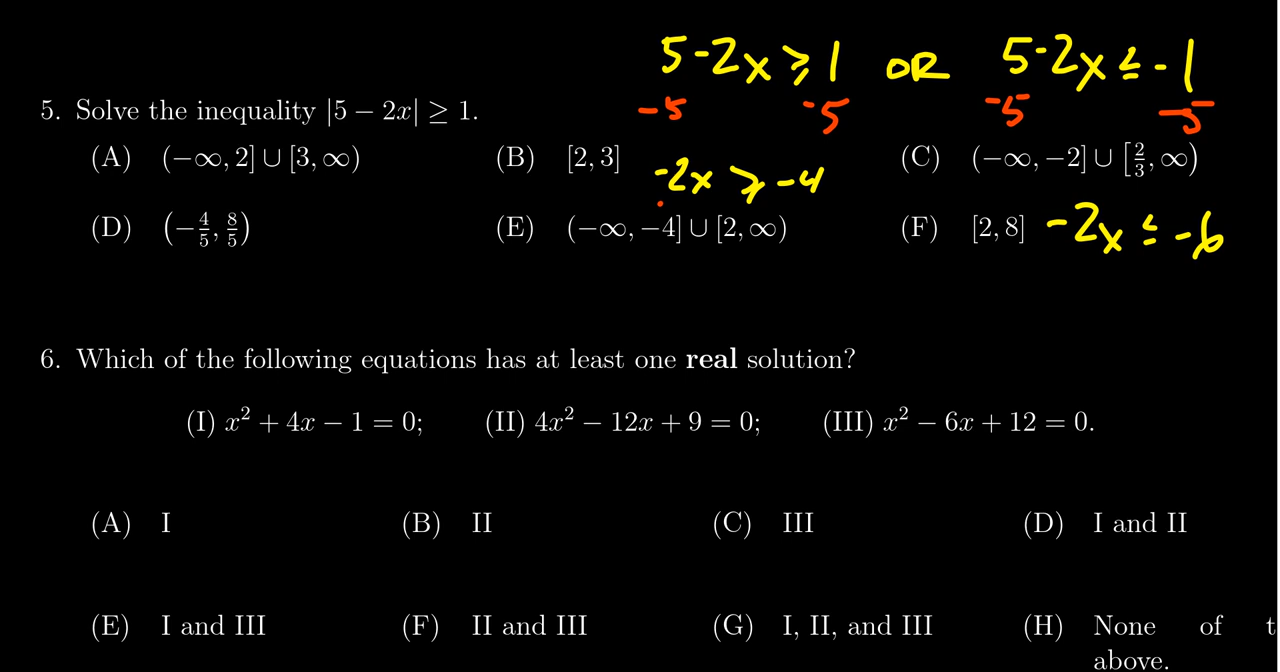 5-2x ≥ 1 OR 5-2x ≤ -1
-5 -5 -5 -5
5. Solve the inequality |5 − 2x| ≥ 1.
(A) (−∞, 2] ∪ [3, ∞) (B) [2, 3] (C) (−∞, −2] ∪ [2/3, ∞)
-2x ≥ -4
(D) (−4/5, 8/5) (E) (−∞, −4] ∪ [2, ∞) (F) [2, 8] -2x ≤ -6
6. Which of the following equations has at least one real solution?
(I) x² + 4x − 1 = 0; (II) 4x² − 12x + 9 = 0; (III) x² − 6x + 12 = 0.
(A) I (B) II (C) III (D) I and II
(E) I and III (F) II and III (G) I, II, and III (H) None of t
above.